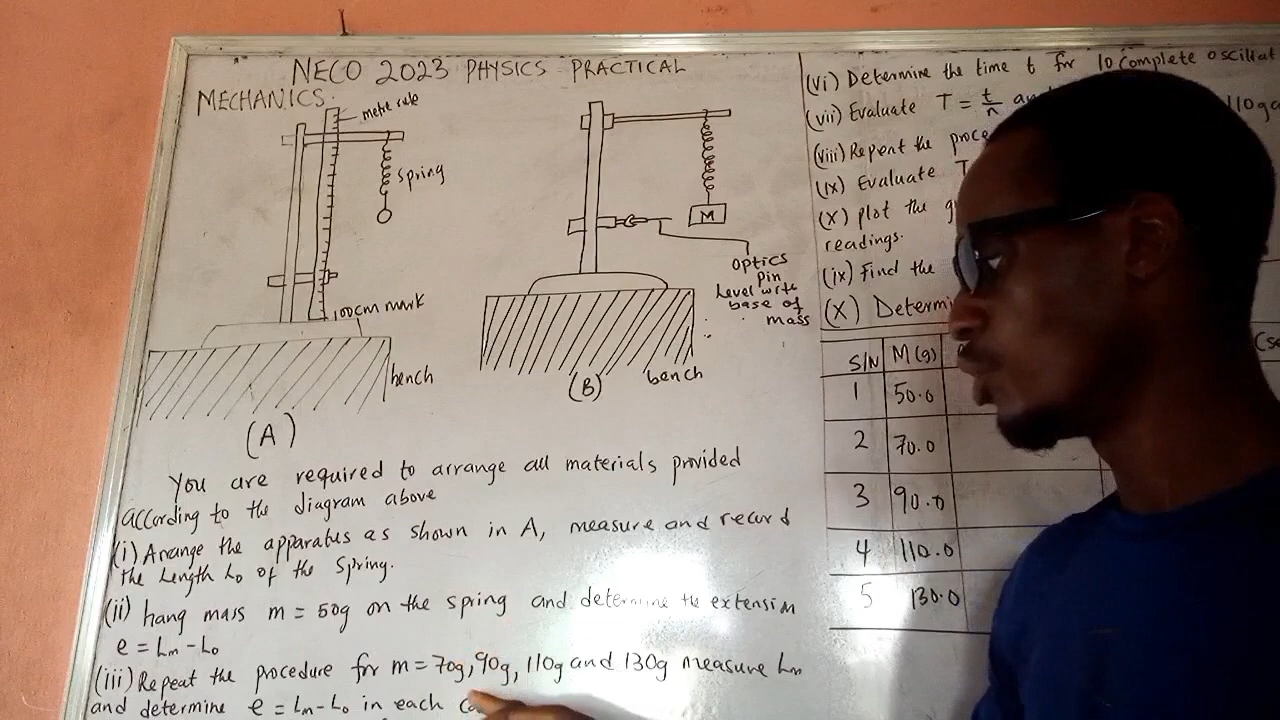 NECO 2023 PHYSICS PRACTICAL
MECHANICS.
metre rule
spring
100cm mark
bench
(A)
M
optics
pin
level with
base of
mass
bench
(B)
You are required to arrange all materials provided
according to the diagram above
(i) Arrange the apparatus as shown in A, measure and record
the Length L₀ of the spring.
(ii) hang mass m = 50g on the spring and determine the extension
e = Lm - L₀
(iii) Repeat the procedure for m = 70g, 90g, 110g and 130g measure Lm
and determine e = Lm - L₀ in each
(vi) Determine the time t for 10 complete oscillat
(vii) Evaluate T = t/n an 110g
(viii) Repeat the proce
(ix) Evaluate T
(x) plot the g
readings.
(ix) Find the
(X) Determi
S/N M(g)
1 50.0
2 70.0
3 90.0
4 110.0
5 130.0